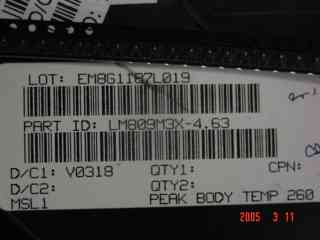 LOT: EM8G1187L019
PART ID: LM809M3X-4.63
D/C1: V0318 QTY1: CPN:
D/C2: QTY2:
MSL1 PEAK BODY TEMP 260
2005 3 11